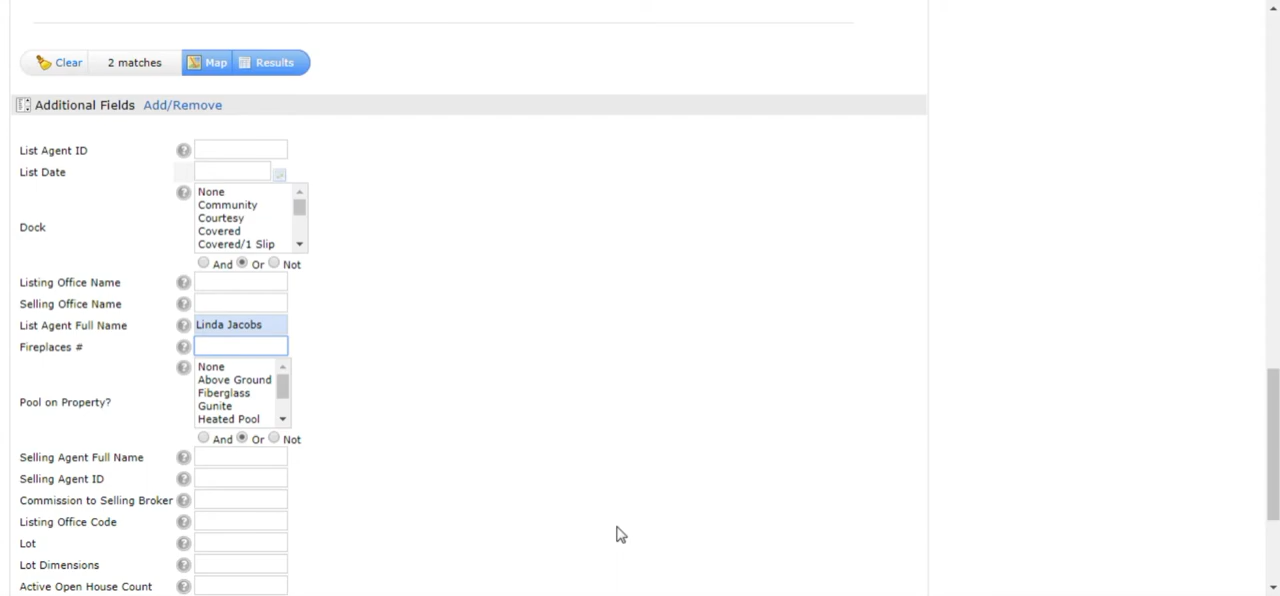 Clear 2 matches Map Results
Additional Fields Add/Remove
List Agent ID
List Date
Dock
None
Community
Courtesy
Covered
Covered/1 Slip
And Or Not
Listing Office Name
Selling Office Name
List Agent Full Name Linda Jacobs
Fireplaces #
Pool on Property?
None
Above Ground
Fiberglass
Gunite
Heated Pool
And Or Not
Selling Agent Full Name
Selling Agent ID
Commission to Selling Broker
Listing Office Code
Lot
Lot Dimensions
Active Open House Count